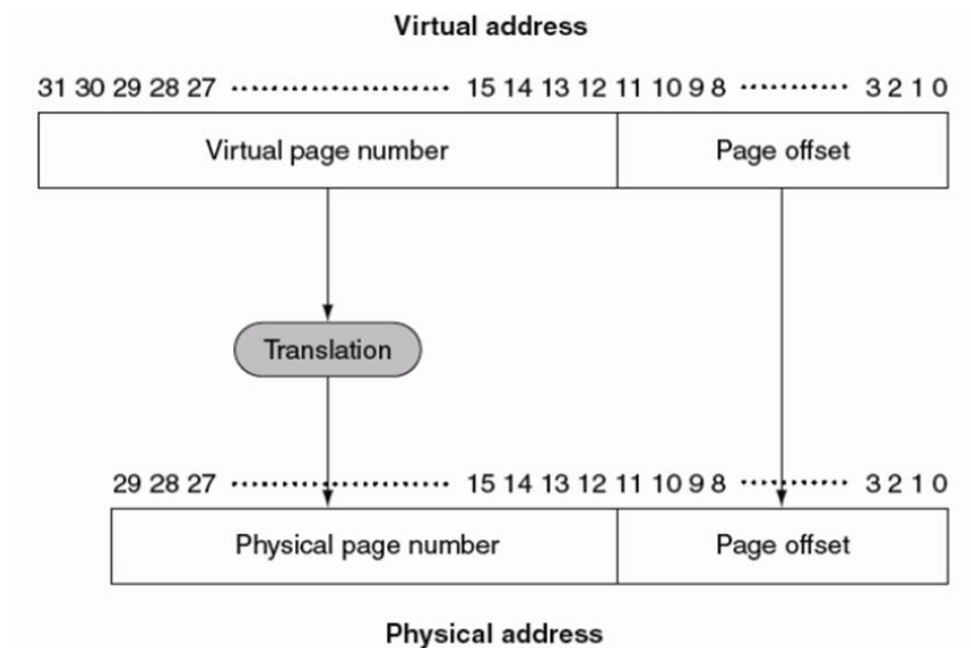 Virtual address
31 30 29 28 27 ······················ 15 14 13 12 11 10 9 8 ··········· 3 2 1 0
Virtual page number Page offset
Translation
29 28 27 ······················ 15 14 13 12 11 10 9 8 ··········· 3 2 1 0
Physical page number Page offset
Physical address